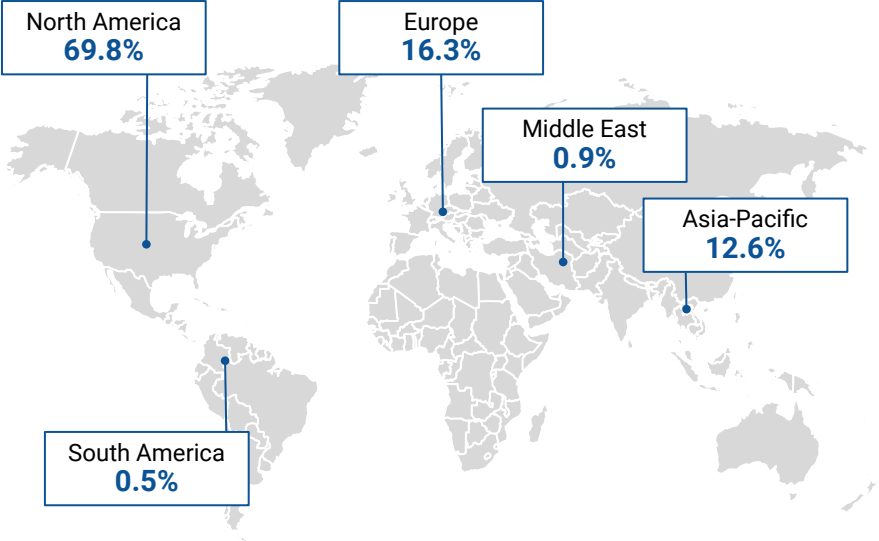 North America
69.8%
Europe
16.3%
Middle East
0.9%
Asia-Pacific
12.6%
South America
0.5%